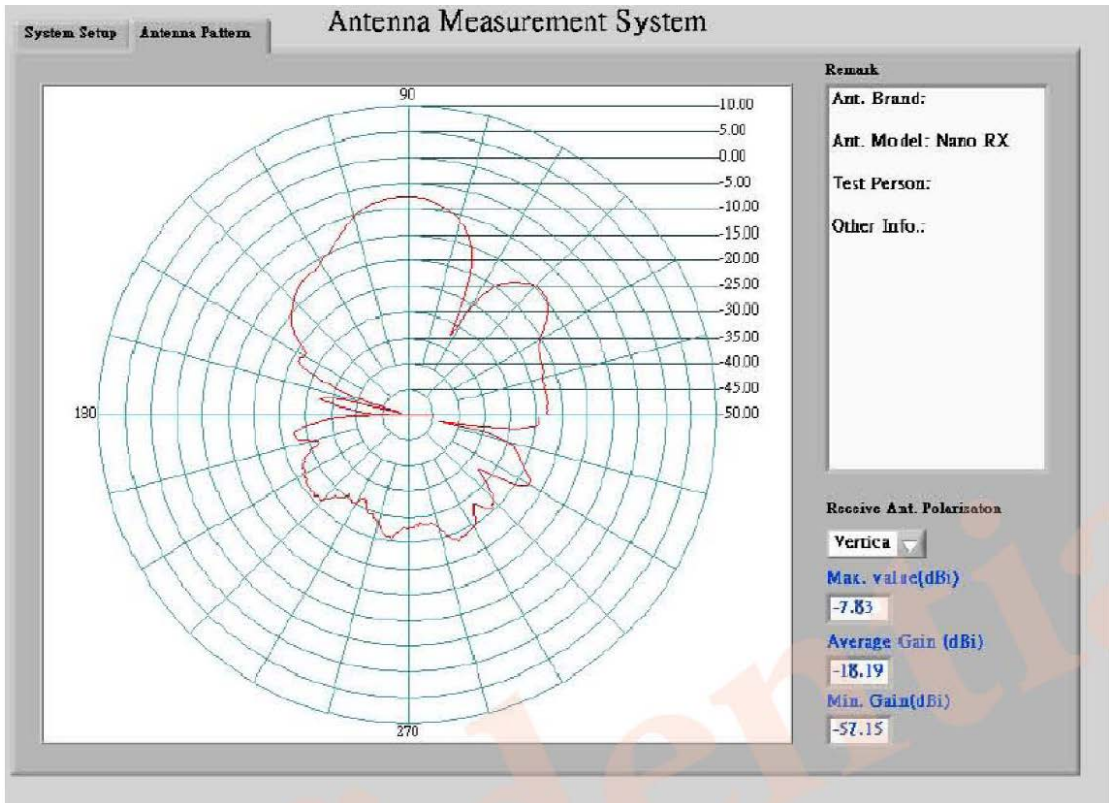 Antenna Measurement System
System Setup
Antenna Pattern
90
10.00
5.00
0.00
-5.00
-10.00
-15.00
-20.00
-25.00
-30.00
-35.00
-40.00
-45.00
-50.00
180
270
Remark
Ant. Brand:
Ant. Model: Nano RX
Test Person:
Other Info.:
Receive Ant. Polarisaton
Vertica
Max. value(dBi)
-7.83
Average Gain (dBi)
-18.19
Min. Gain(dBi)
-57.15